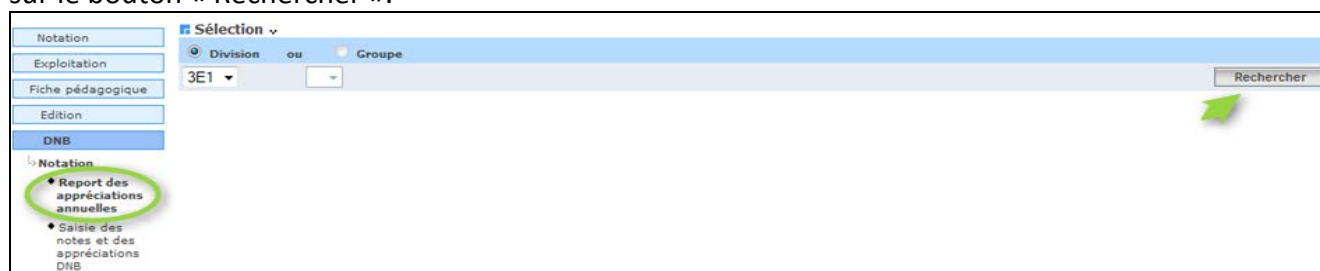 sur le bouton « Rechercher ».
Notation
Exploitation
Fiche pédagogique
Edition
DNB
Notation
Report des
appréciations
annuelles
Saisie des
notes et des
appréciations
DNB
Sélection
Division ou Groupe
3E1
Rechercher